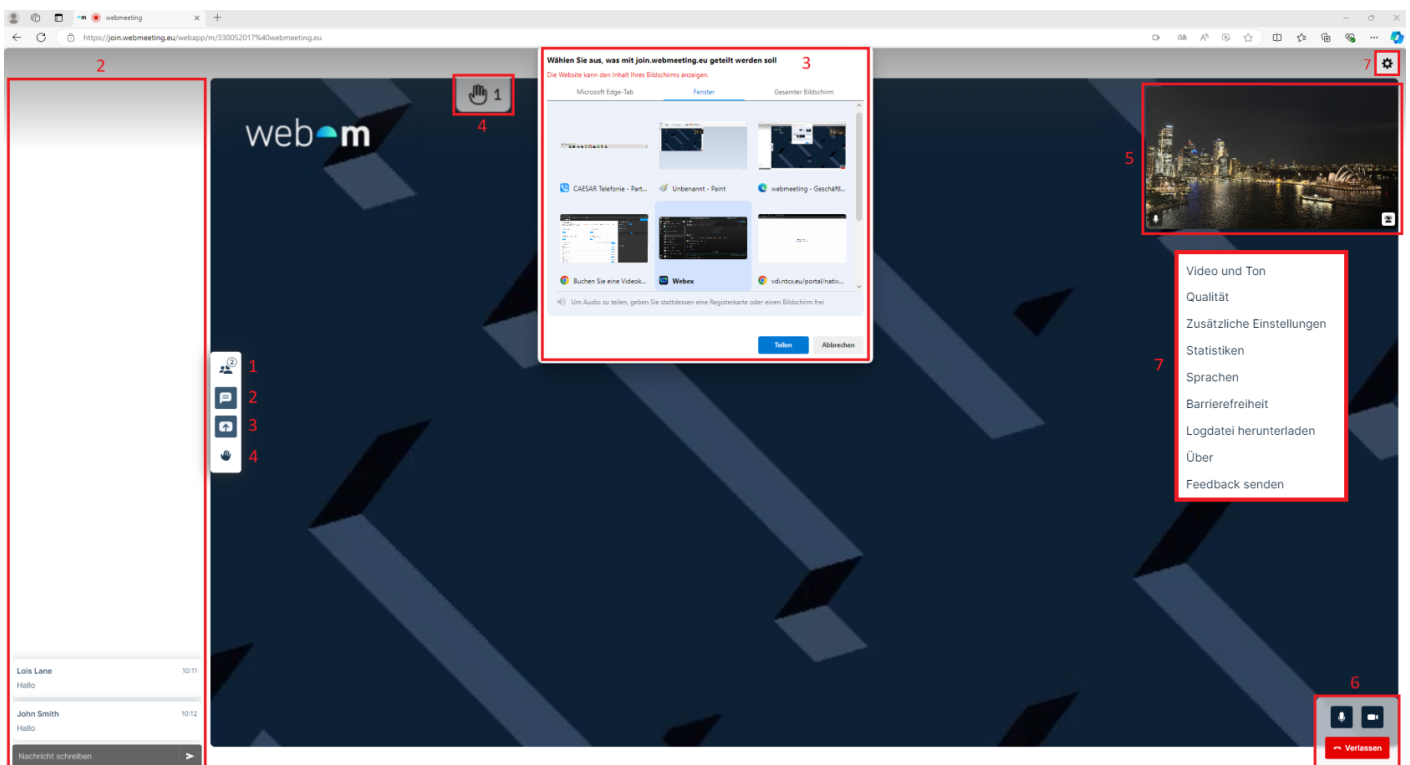 webmeeting
https://join.webmeeting.eu/webapp/m/330052017%40webmeeting.eu
2
Wählen Sie aus, was mit join.webmeeting.eu geteilt werden soll
3
Die Website kann den Inhalt Ihres Bildschirms anzeigen.
Microsoft Edge-Tab
Fenster
Gesamter Bildschirm
7
1
4
web m
CAESAR Telefonie - Part...
Unbenannt - Paint
webmeeting - Geschäftl...
Buchen Sie eine Videok...
Webex
vdi.ntcx.eu/portal/nativ...
Um Audio zu teilen, geben Sie stattdessen eine Registerkarte oder einen Bildschirm frei
Teilen
Abbrechen
5
2
1
2
3
4
7
Video und Ton
Qualität
Zusätzliche Einstellungen
Statistiken
Sprachen
Barrierefreiheit
Logdatei herunterladen
Über
Feedback senden
Lois Lane
10:11
Hallo
John Smith
10:12
Hallo
Nachricht schreiben
6
Verlassen